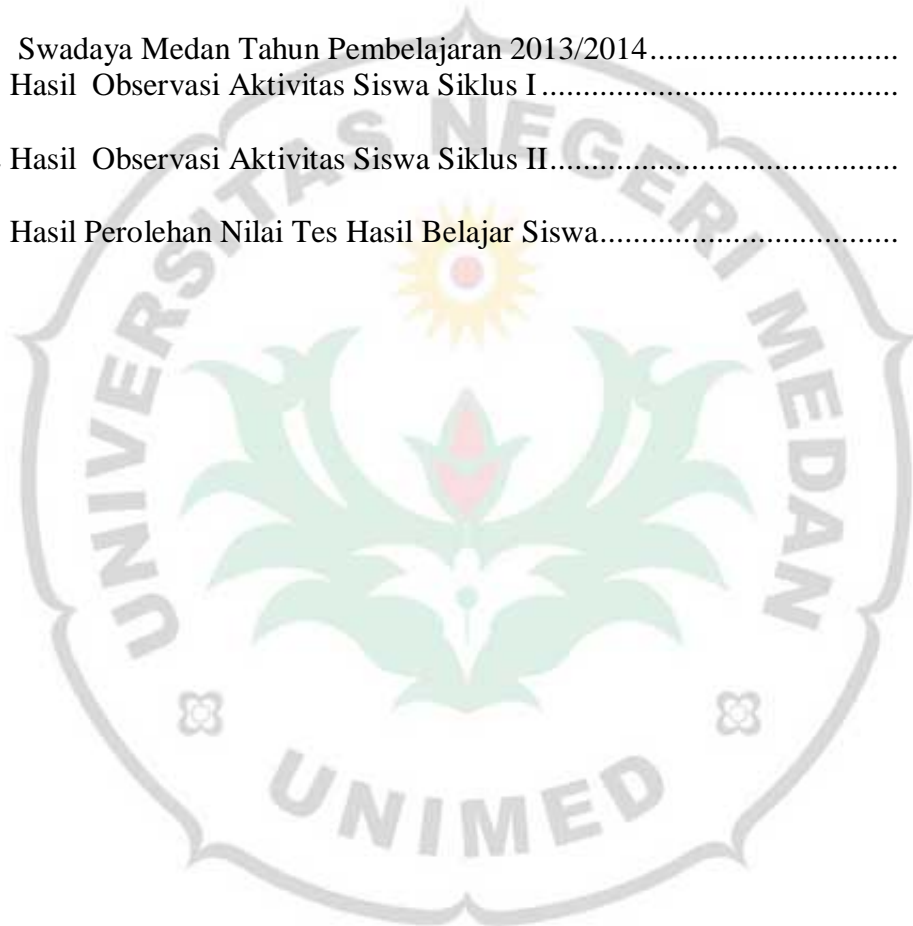 Swadaya Medan Tahun Pembelajaran 2013/2014..............................
Hasil  Observasi Aktivitas Siswa Siklus I...........................................
Hasil  Observasi Aktivitas Siswa Siklus II..........................................
Hasil Perolehan Nilai Tes Hasil Belajar Siswa....................................
UNIVERSITAS NEGERI MEDAN
UNIMED